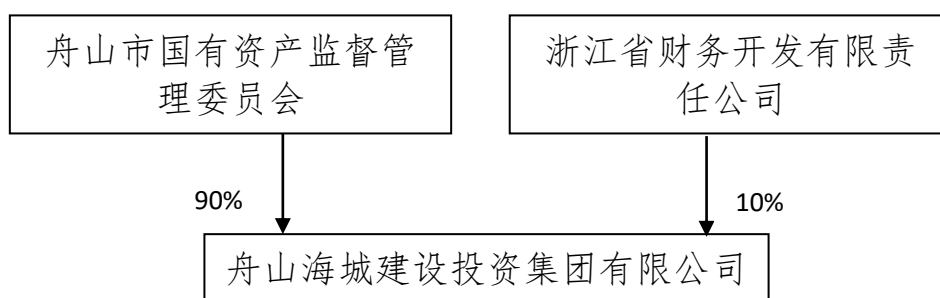 舟山市国有资产监督管
理委员会
浙江省财务开发有限责
任公司
90%
10%
舟山海城建设投资集团有限公司